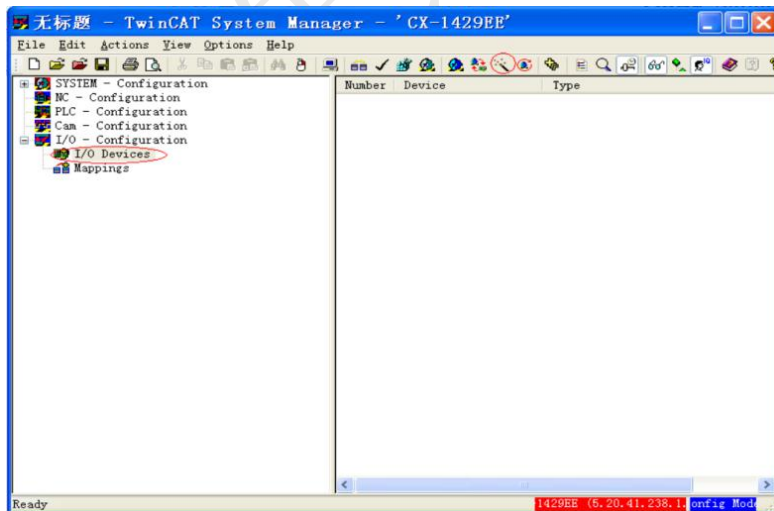 无标题 - TwinCAT System Manager - 'CX-1429EE'
File Edit Actions View Options Help
SYSTEM - Configuration
NC - Configuration
PLC - Configuration
Cam - Configuration
I/O - Configuration
I/O Devices
Mappings
Number Device Type
Ready
1429EE (5.20.41.238.1. onfig Mode